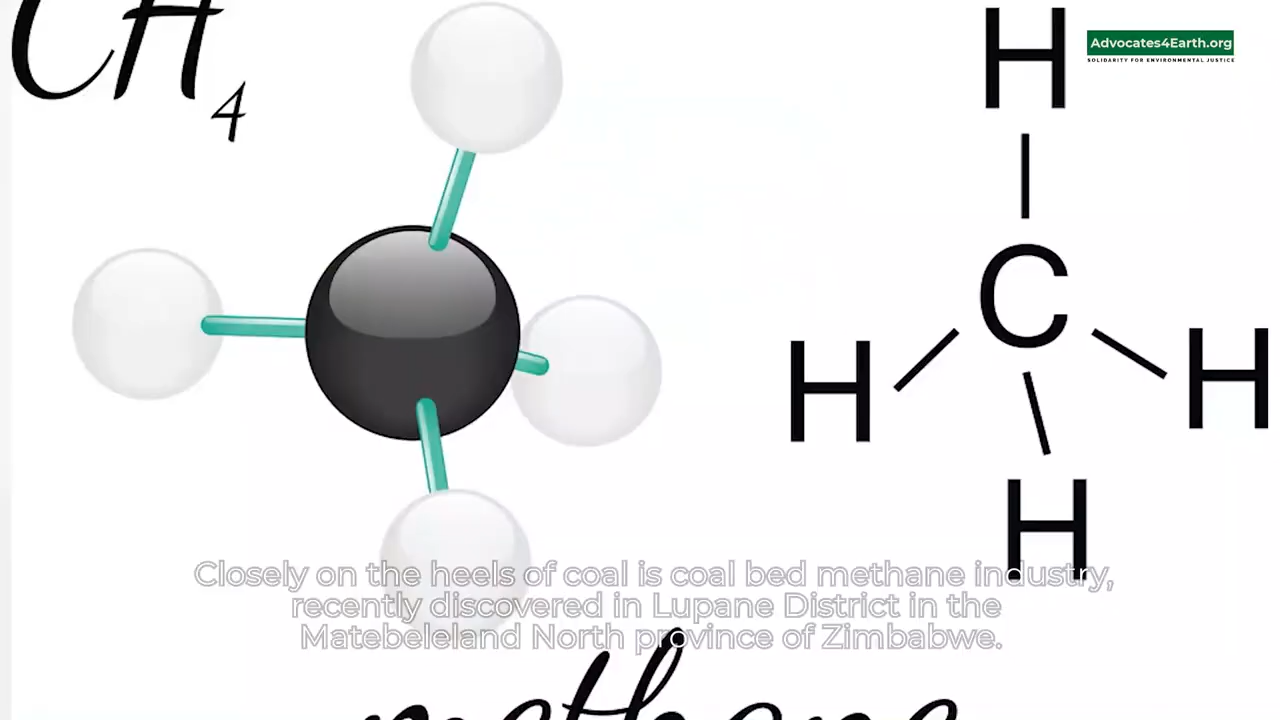 CH4
H
Advocates4Earth.org
SOLIDARITY FOR ENVIRONMENTAL JUSTICE
C
H
H
H
Closely on the heels of coal is coal bed methane industry,
recently discovered in Lupane District in the
Matebeleland North province of Zimbabwe.
methane